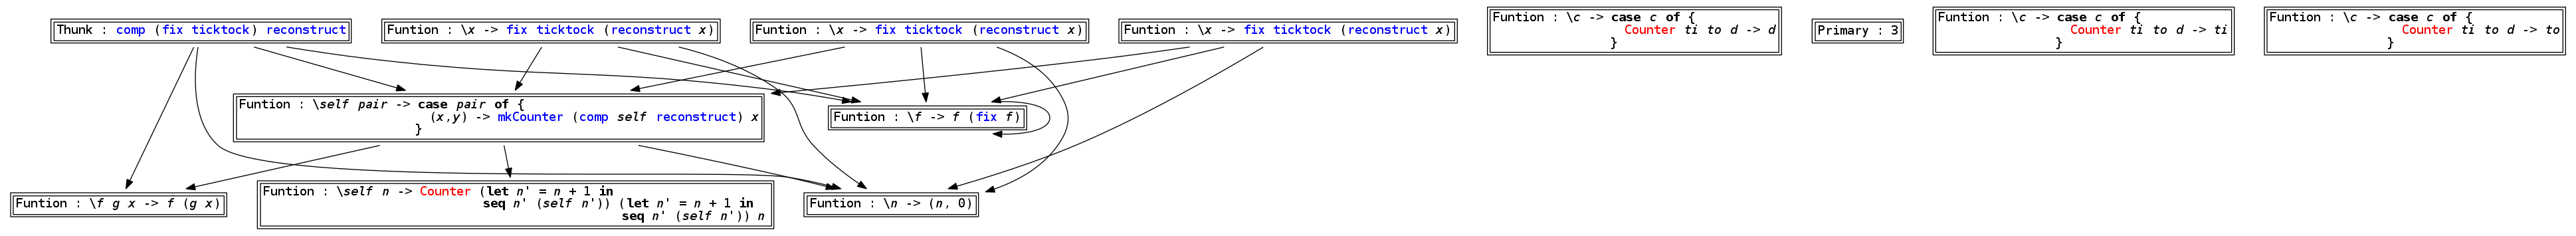 Thunk : comp (fix ticktock) reconstruct
Funtion : \x -> fix ticktock (reconstruct x)
Funtion : \x -> fix ticktock (reconstruct x)
Funtion : \x -> fix ticktock (reconstruct x)
Funtion : \c -> case c of {
Counter ti to d -> d
}
Primary : 3
Funtion : \c -> case c of {
Counter ti to d -> ti
}
Funtion : \c -> case c of {
Counter ti to d -> to
}
Funtion : \self pair -> case pair of {
(x,y) -> mkCounter (comp self reconstruct) x
}
Funtion : \f -> f (fix f)
Funtion : \f g x -> f (g x)
Funtion : \self n -> Counter (let n' = n + 1 in
seq n' (self n')) (let n' = n + 1 in
seq n' (self n')) n
Funtion : \n -> (n, 0)